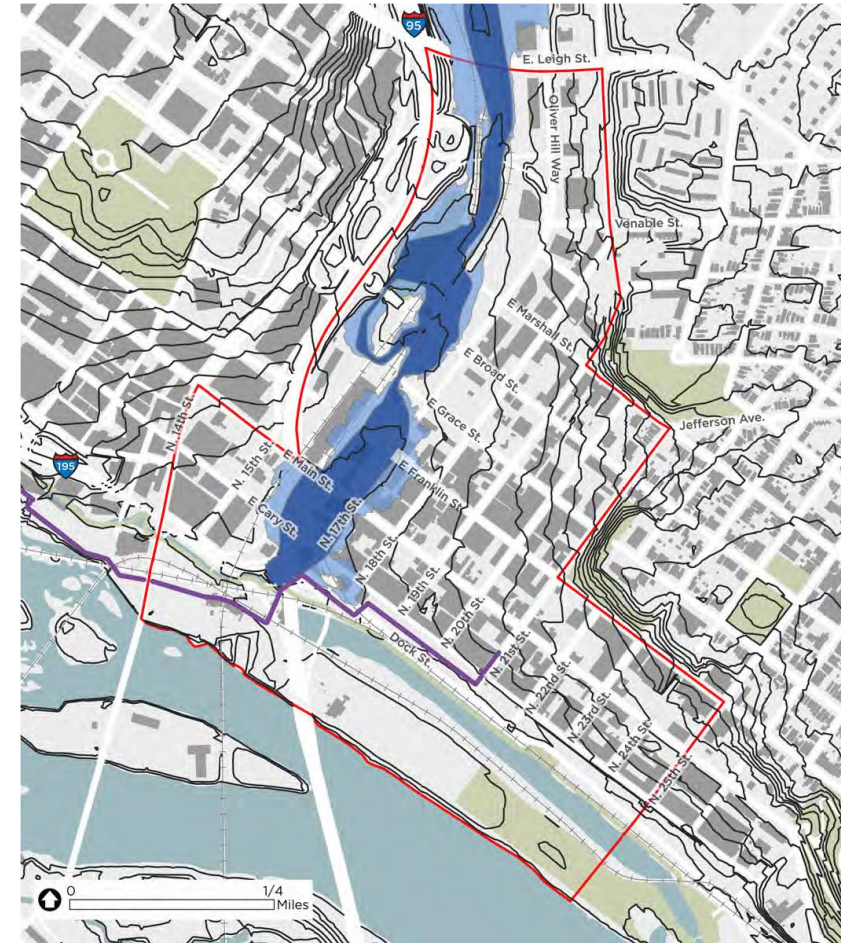 95
E. Leigh St.
Oliver Hill Way
Venable St.
E Marshall St.
E Broad St.
Jefferson Ave.
N. 14th St.
E Grace St.
N. 15th St.
E Main St.
195
E Franklin St
E Cary St.
N. 17th St.
N. 18th St.
N. 19th St.
N. 20th St.
Dock St.
N. 21st St.
N. 22nd St.
N. 23rd St.
N. 24th St.
N. 25th St.
0 1/4
Miles